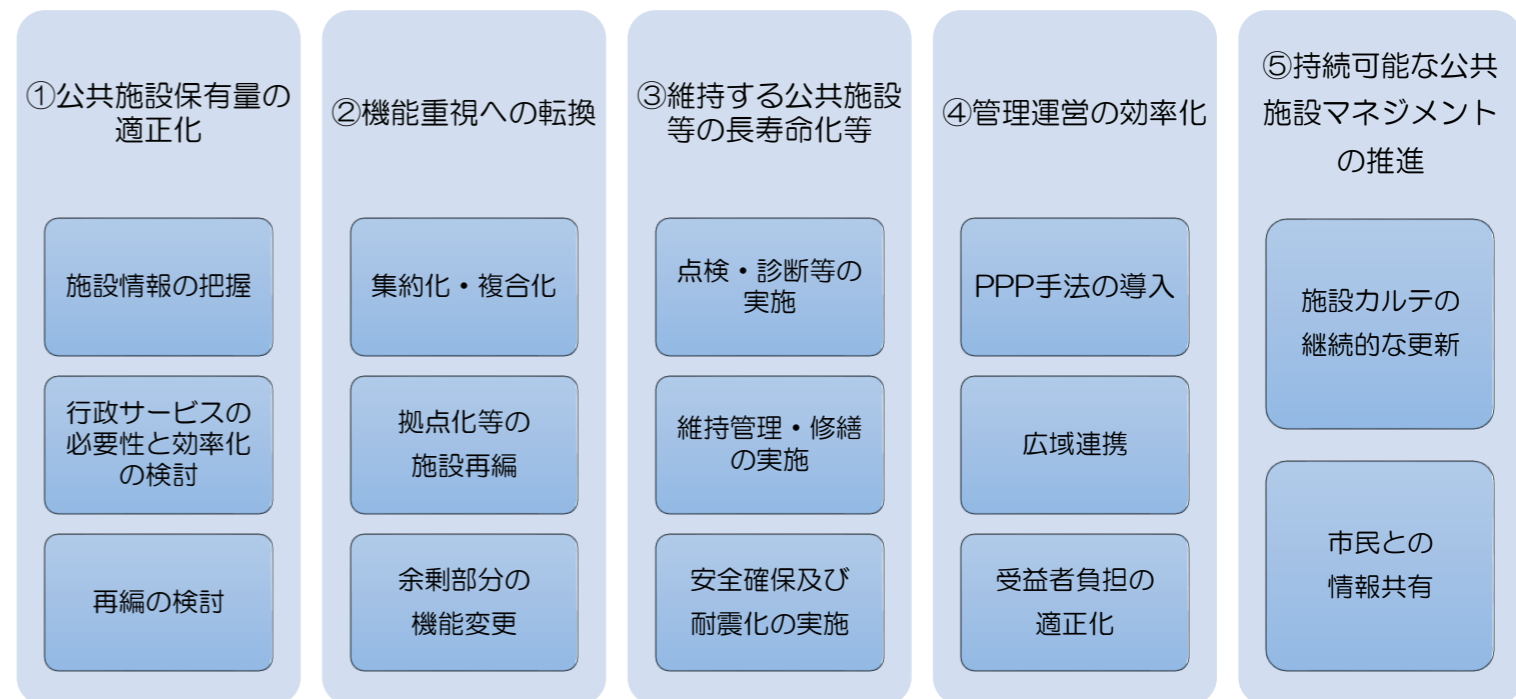 ①公共施設保有量の
適正化
施設情報の把握
行政サービスの
必要性と効率化
の検討
再編の検討
②機能重視への転換
集約化・複合化
拠点化等の
施設再編
余剰部分の
機能変更
③維持する公共施設
等の長寿命化等
点検・診断等の
実施
維持管理・修繕
の実施
安全確保及び
耐震化の実施
④管理運営の効率化
PPP手法の導入
広域連携
受益者負担の
適正化
⑤持続可能な公共
施設マネジメント
の推進
施設カルテの
継続的な更新
市民との
情報共有